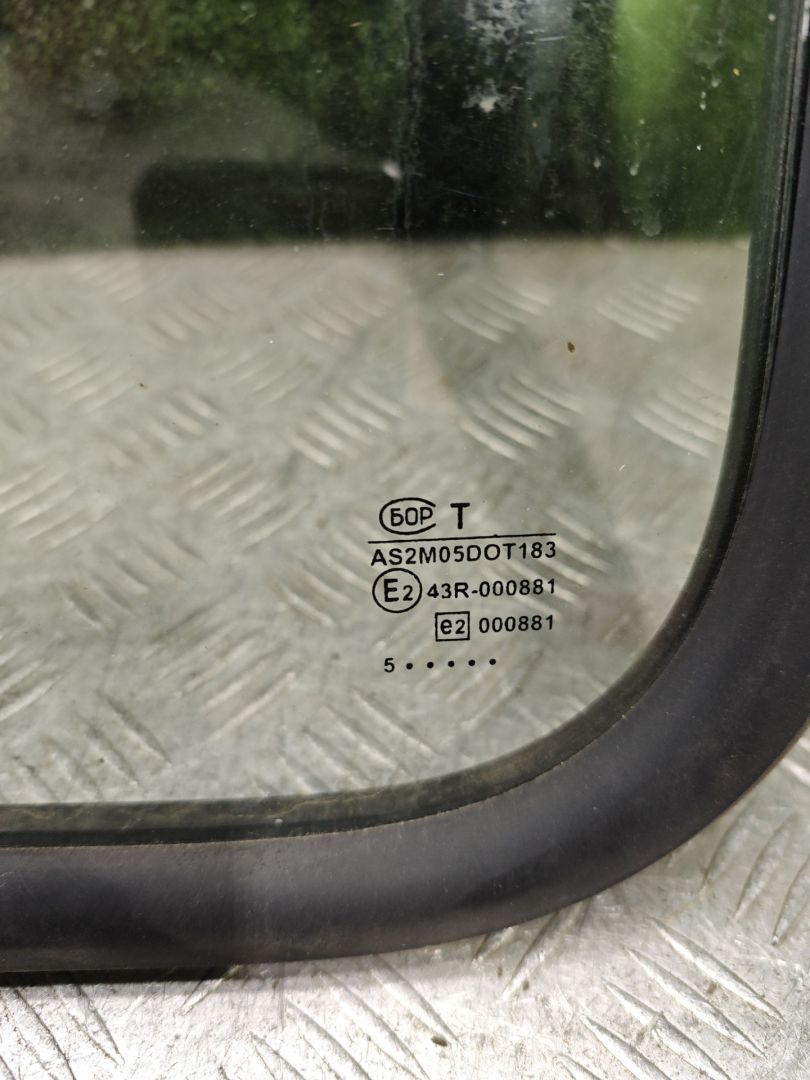 БОР T
AS2M05DOT183
E2 43R-000881
e2 000881
5 • • • • •